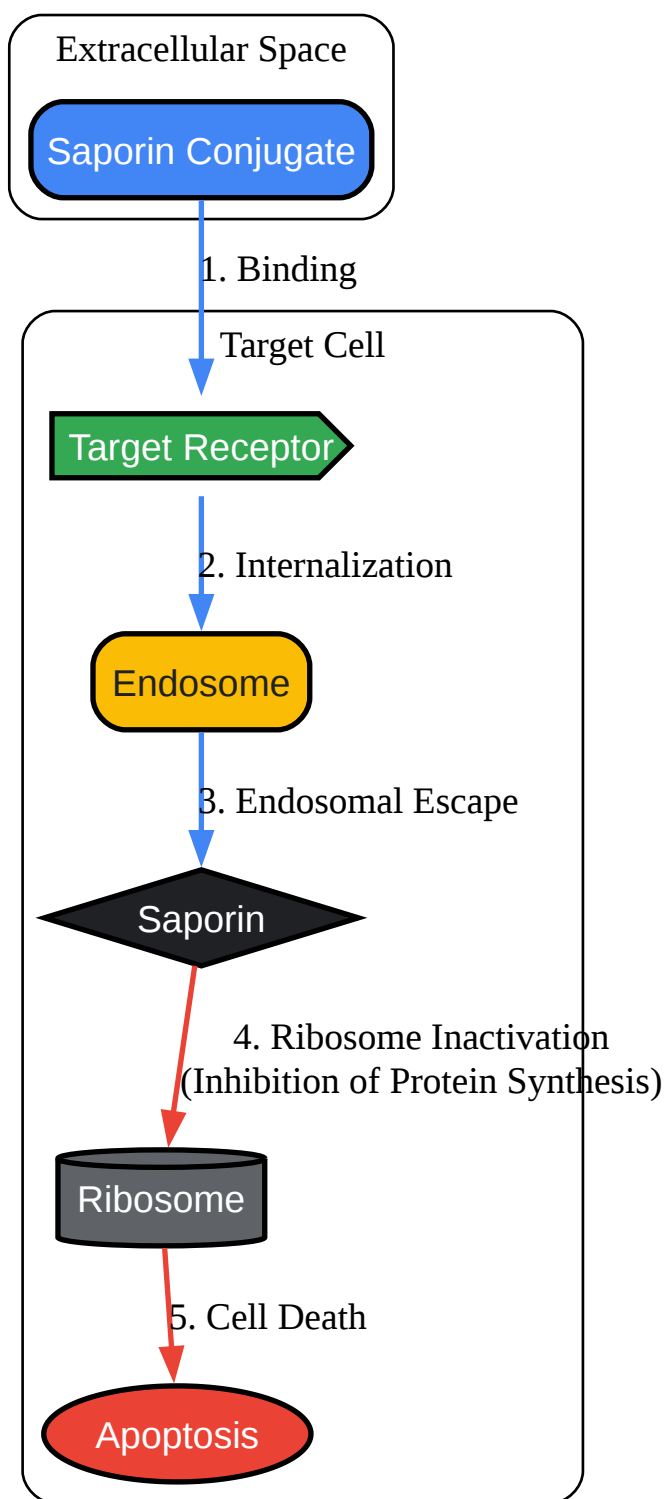 Extracellular Space
Saporin Conjugate
1. Binding
Target Cell
Target Receptor
2. Internalization
Endosome
3. Endosomal Escape
Saporin
4. Ribosome Inactivation
(Inhibition of Protein Synthesis)
Ribosome
5. Cell Death
Apoptosis